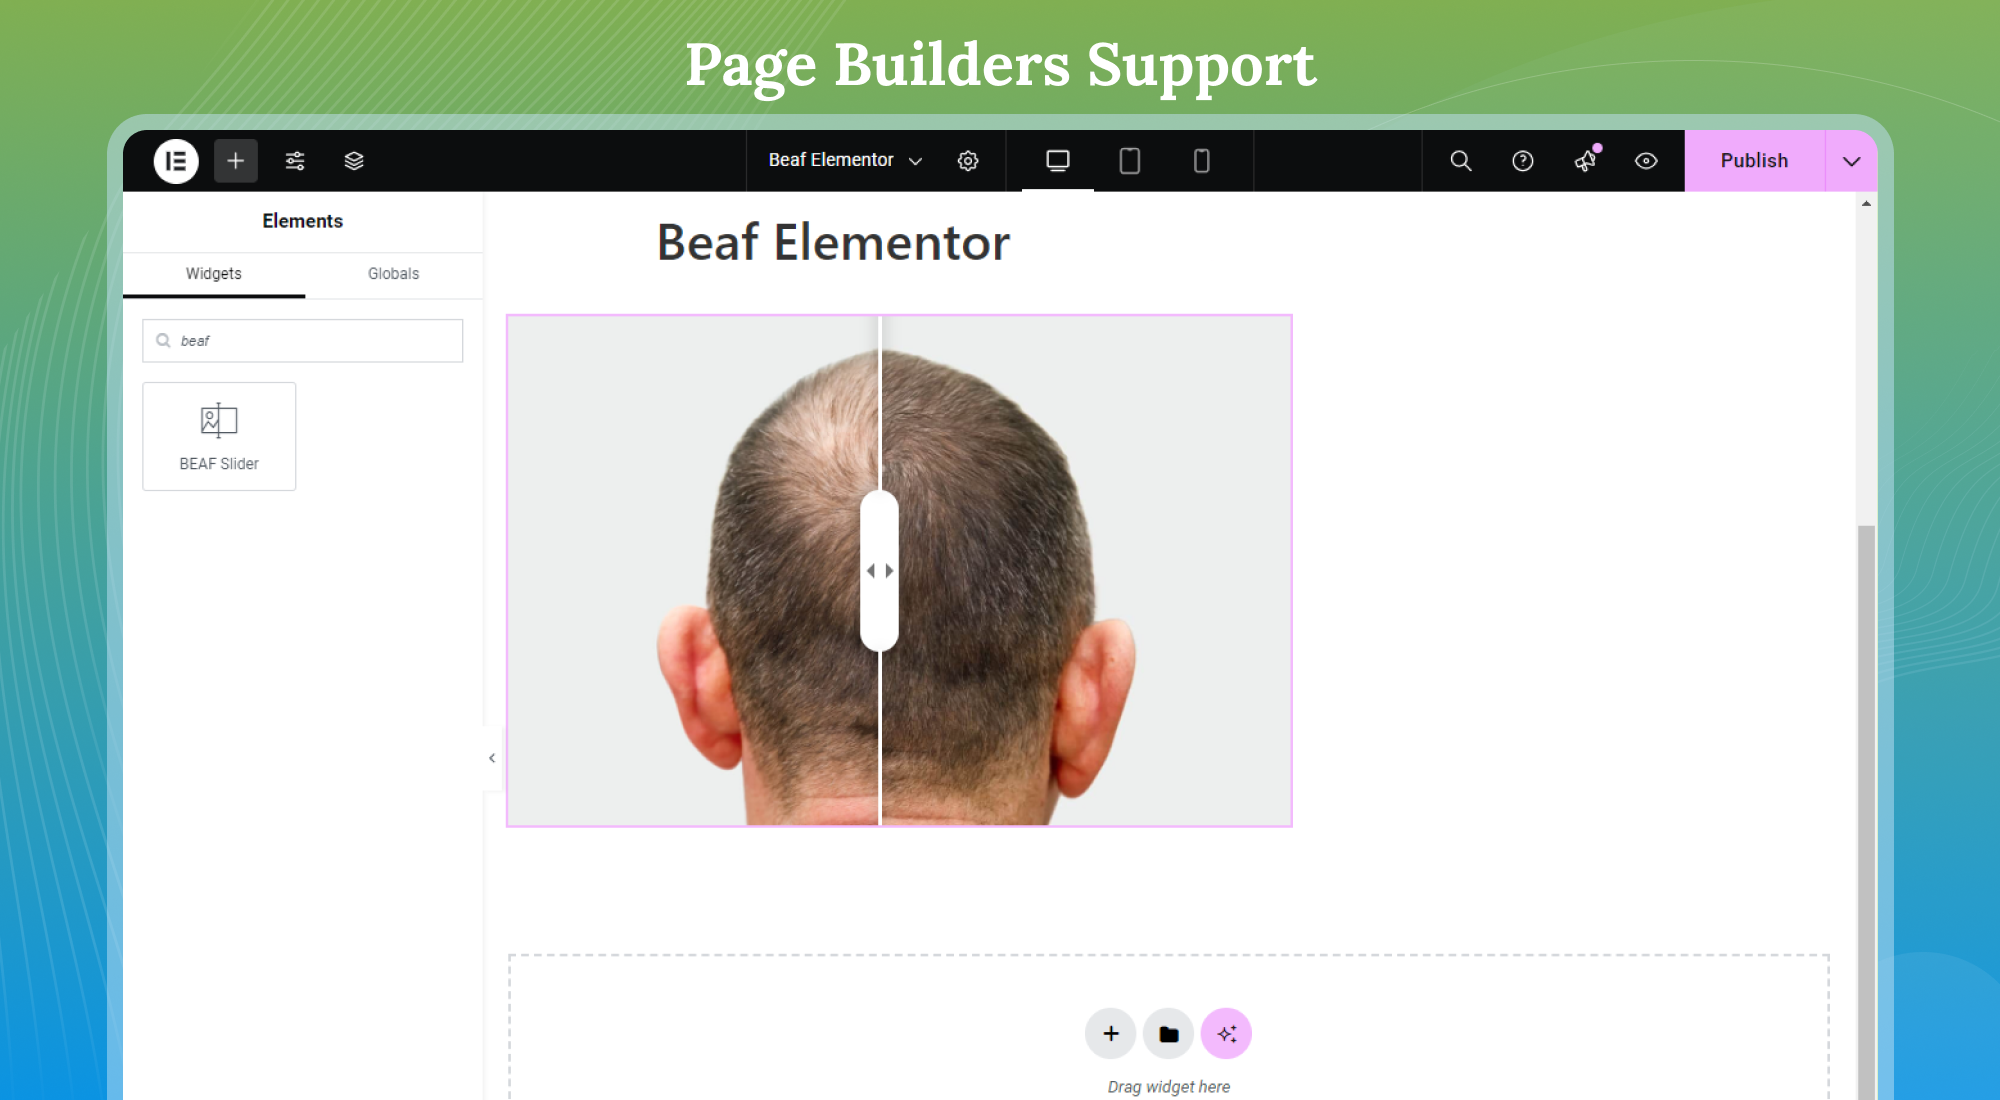 Page Builders Support
Beaf Elementor
Publish
Elements
Widgets
Globals
beaf
BEAF Slider
Beaf Elementor
Drag widget here